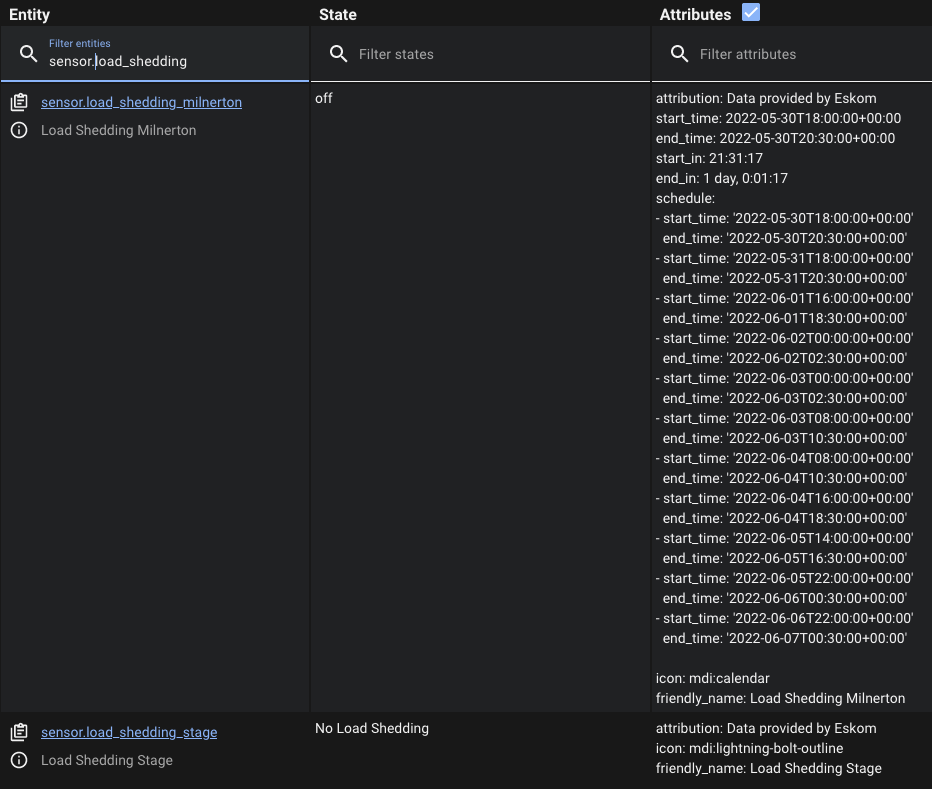 Entity State Attributes
Filter entities
sensor.load_shedding
Filter states
Filter attributes
sensor.load_shedding_milnerton
Load Shedding Milnerton
off
attribution: Data provided by Eskom
start_time: 2022-05-30T18:00:00+00:00
end_time: 2022-05-30T20:30:00+00:00
start_in: 21:31:17
end_in: 1 day, 0:01:17
schedule:
- start_time: '2022-05-30T18:00:00+00:00'
end_time: '2022-05-30T20:30:00+00:00'
- start_time: '2022-05-31T18:00:00+00:00'
end_time: '2022-05-31T20:30:00+00:00'
- start_time: '2022-06-01T16:00:00+00:00'
end_time: '2022-06-01T18:30:00+00:00'
- start_time: '2022-06-02T00:00:00+00:00'
end_time: '2022-06-02T02:30:00+00:00'
- start_time: '2022-06-03T00:00:00+00:00'
end_time: '2022-06-03T02:30:00+00:00'
- start_time: '2022-06-03T08:00:00+00:00'
end_time: '2022-06-03T10:30:00+00:00'
- start_time: '2022-06-04T08:00:00+00:00'
end_time: '2022-06-04T10:30:00+00:00'
- start_time: '2022-06-04T16:00:00+00:00'
end_time: '2022-06-04T18:30:00+00:00'
- start_time: '2022-06-05T14:00:00+00:00'
end_time: '2022-06-05T16:30:00+00:00'
- start_time: '2022-06-05T22:00:00+00:00'
end_time: '2022-06-06T00:30:00+00:00'
- start_time: '2022-06-06T22:00:00+00:00'
end_time: '2022-06-07T00:30:00+00:00'
icon: mdi:calendar
friendly_name: Load Shedding Milnerton
sensor.load_shedding_stage
Load Shedding Stage
No Load Shedding
attribution: Data provided by Eskom
icon: mdi:lightning-bolt-outline
friendly_name: Load Shedding Stage